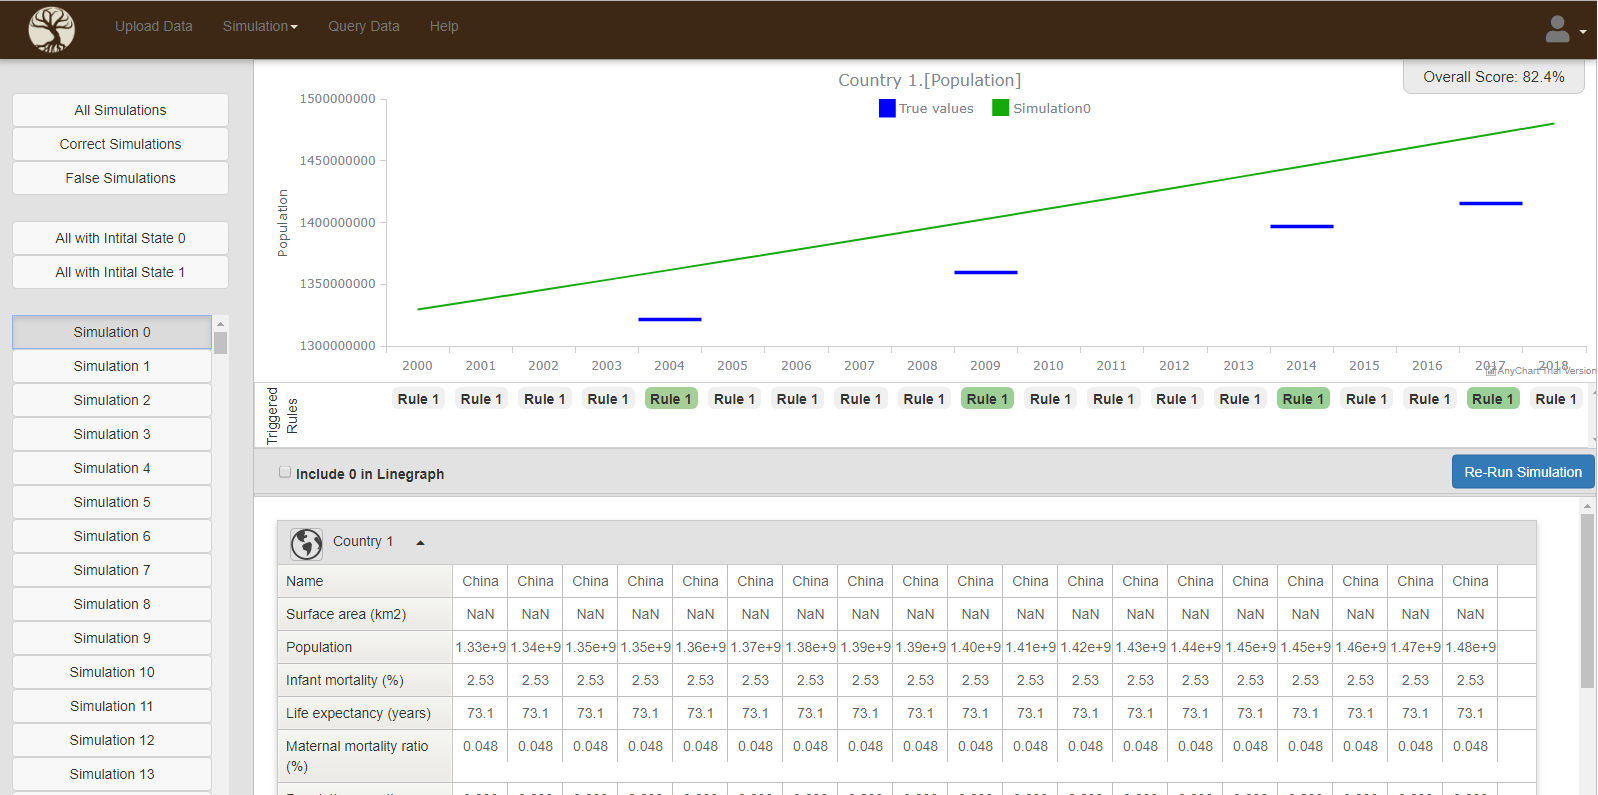 Upload Data Simulation Query Data Help
All Simulations
Correct Simulations
False Simulations
All with Intital State 0
All with Intital State 1
Simulation 0
Simulation 1
Simulation 2
Simulation 3
Simulation 4
Simulation 5
Simulation 6
Simulation 7
Simulation 8
Simulation 9
Simulation 10
Simulation 11
Simulation 12
Simulation 13
Country 1.[Population]
Overall Score: 82.4%
True values Simulation0
Population
1500000000
1450000000
1400000000
1350000000
1300000000
2000 2001 2002 2003 2004 2005 2006 2007 2008 2009 2010 2011 2012 2013 2014 2015 2016 2017 2018
AnyChart Trial Version
Triggered
Rules
Rule 1 Rule 1 Rule 1 Rule 1 Rule 1 Rule 1 Rule 1 Rule 1 Rule 1 Rule 1 Rule 1 Rule 1 Rule 1 Rule 1 Rule 1 Rule 1 Rule 1 Rule 1 Rule 1
Include 0 in Linegraph
Re-Run Simulation
Country 1
Name China China China China China China China China China China China China China China China China China China China
Surface area (km2) NaN NaN NaN NaN NaN NaN NaN NaN NaN NaN NaN NaN NaN NaN NaN NaN NaN NaN NaN
Population 1.33e+9 1.34e+9 1.35e+9 1.35e+9 1.36e+9 1.37e+9 1.38e+9 1.39e+9 1.39e+9 1.40e+9 1.41e+9 1.42e+9 1.43e+9 1.44e+9 1.45e+9 1.45e+9 1.46e+9 1.47e+9 1.48e+9
Infant mortality (%) 2.53 2.53 2.53 2.53 2.53 2.53 2.53 2.53 2.53 2.53 2.53 2.53 2.53 2.53 2.53 2.53 2.53 2.53 2.53
Life expectancy (years) 73.1 73.1 73.1 73.1 73.1 73.1 73.1 73.1 73.1 73.1 73.1 73.1 73.1 73.1 73.1 73.1 73.1 73.1 73.1
Maternal mortality ratio 0.048 0.048 0.048 0.048 0.048 0.048 0.048 0.048 0.048 0.048 0.048 0.048 0.048 0.048 0.048 0.048 0.048 0.048 0.048
(%)